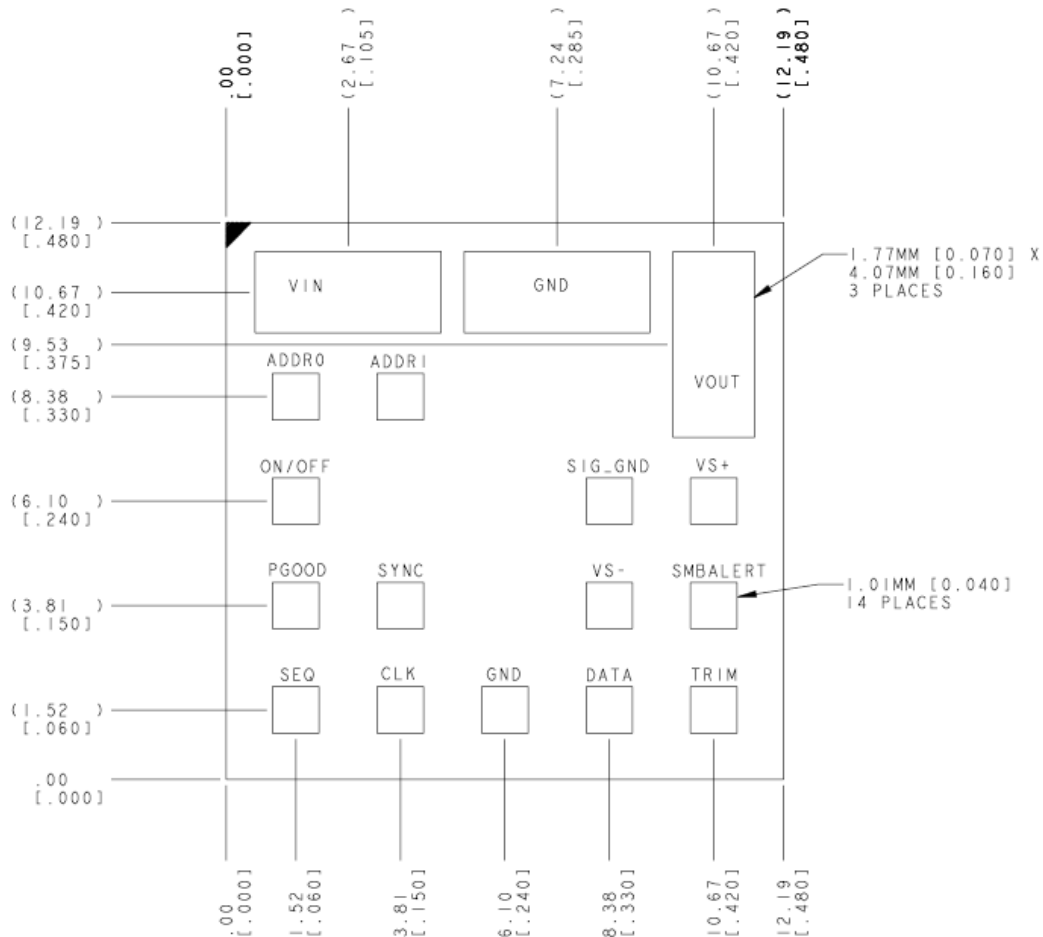 .00
[.000]
(2.67 )
[.105]
(7.24 )
[.285]
(10.67 )
[.420]
(12.19 )
[.480]
(12.19 )
[.480]
1.77MM [0.070] X
4.07MM [0.160]
3 PLACES
VIN
GND
(10.67 )
[.420]
(9.53 )
[.375]
VOUT
ADDR0
ADDR1
(8.38 )
[.330]
ON/OFF
SIG_GND
VS+
(6.10 )
[.240]
PGOOD
SYNC
VS-
SMBALERT
1.01MM [0.040]
14 PLACES
(3.81 )
[.150]
SEQ
CLK
GND
DATA
TRIM
(1.52 )
[.060]
.00
[.000]
.00
[.000]
1.52
[.060]
3.81
[.150]
6.10
[.240]
8.38
[.330]
10.67
[.420]
12.19
[.480]